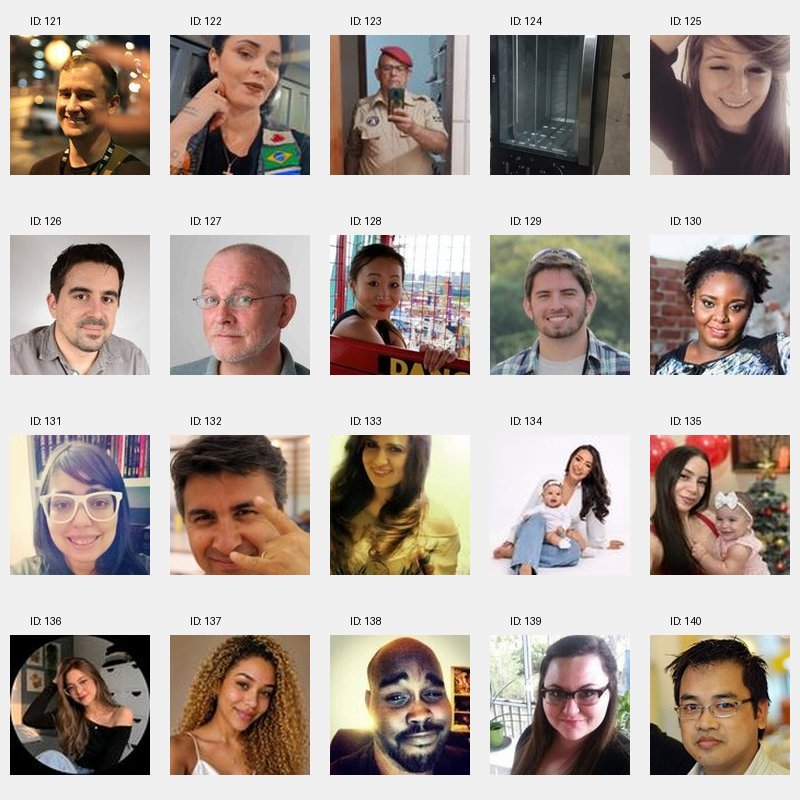 ID: 121
ID: 122
ID: 123
ID: 124
ID: 125
ID: 126
ID: 127
ID: 128
ID: 129
ID: 130
DANG
ID: 131
ID: 132
ID: 133
ID: 134
ID: 135
ID: 136
ID: 137
ID: 138
ID: 139
ID: 140